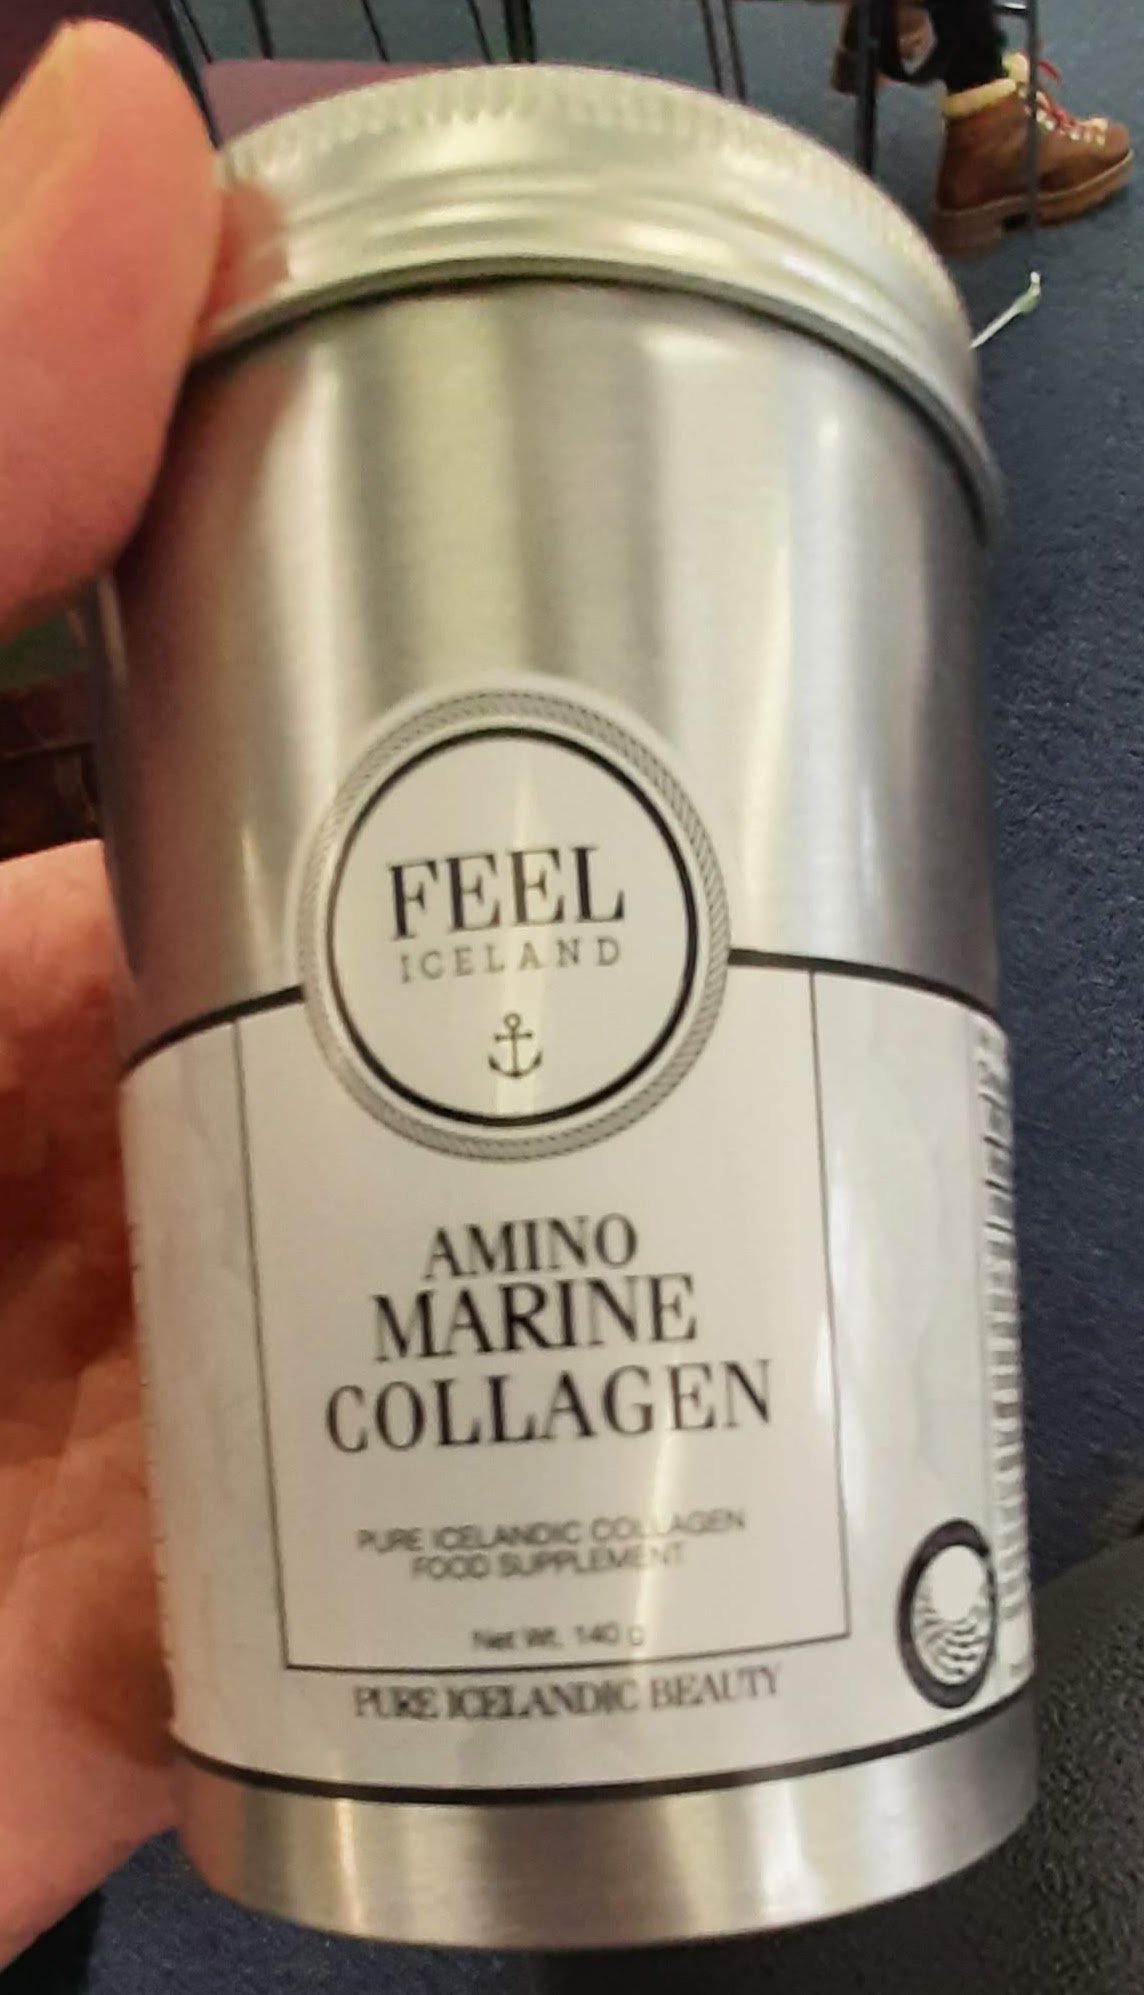 FEEL
ICELAND
AMINO
MARINE
COLLAGEN
PURE ICELANDIC COLLAGEN
FOOD SUPPLEMENT
Net Wt. 140 g
PURE ICELANDIC BEAUTY